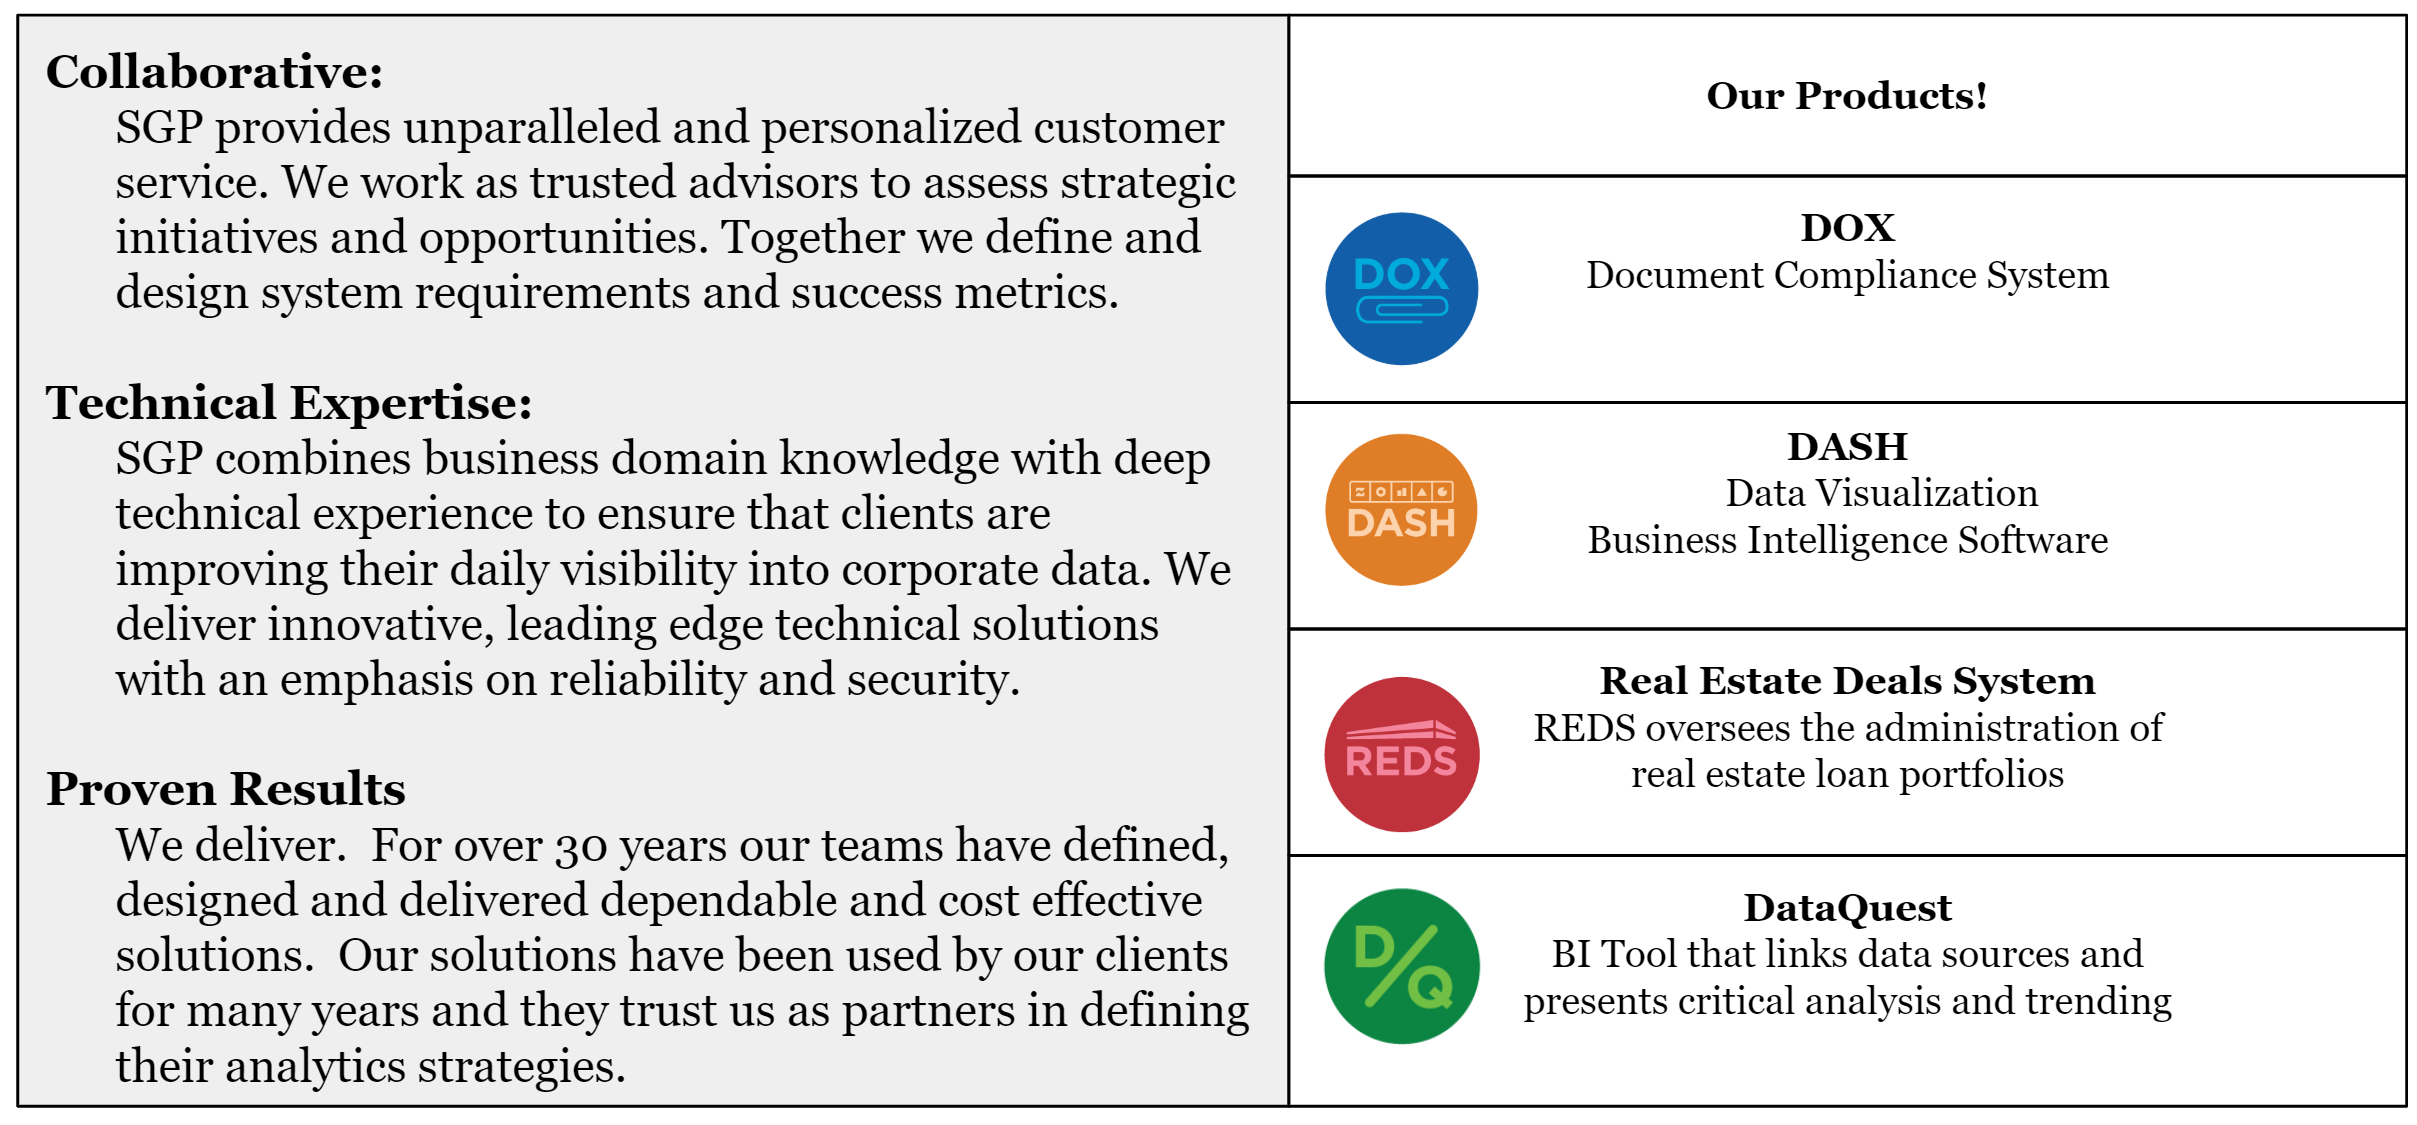 Collaborative:
SGP provides unparalleled and personalized customer
service. We work as trusted advisors to assess strategic
initiatives and opportunities. Together we define and
design system requirements and success metrics.
Technical Expertise:
SGP combines business domain knowledge with deep
technical experience to ensure that clients are
improving their daily visibility into corporate data. We
deliver innovative, leading edge technical solutions
with an emphasis on reliability and security.
Proven Results
We deliver.  For over 30 years our teams have defined,
designed and delivered dependable and cost effective
solutions.  Our solutions have been used by our clients
for many years and they trust us as partners in defining
their analytics strategies.
Our Products!
DOX
DOX
Document Compliance System
DASH
DASH
Data Visualization
Business Intelligence Software
REDS
Real Estate Deals System
REDS oversees the administration of
real estate loan portfolios
D/Q
DataQuest
BI Tool that links data sources and
presents critical analysis and trending